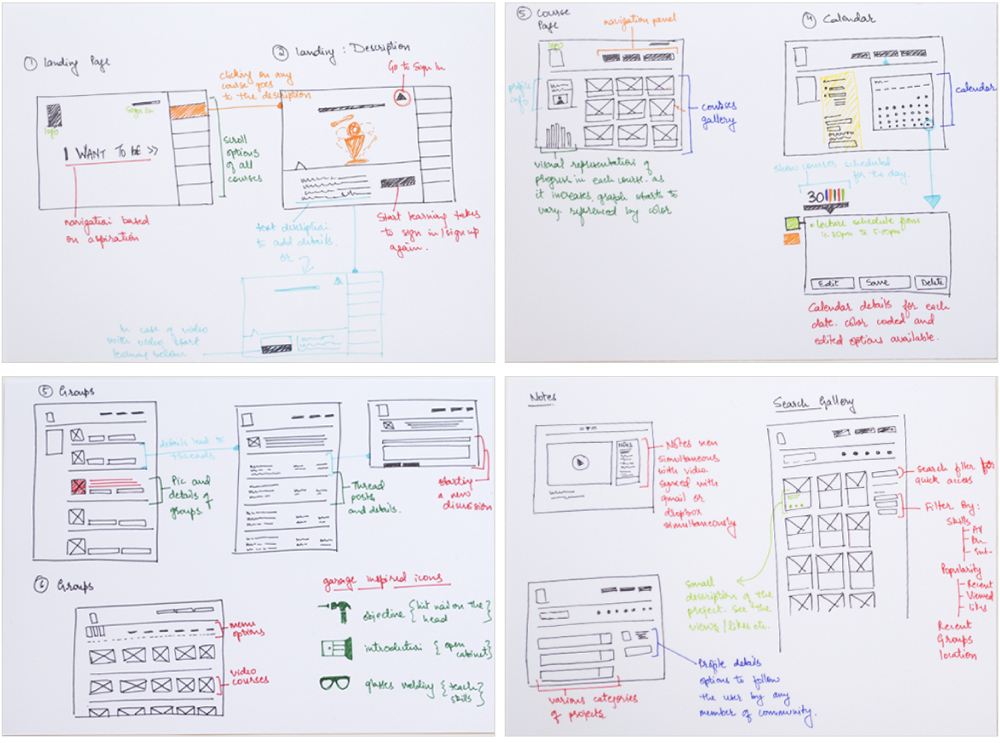 ① Landing Page
② Landing : Description
clicking on any
course goes
to the description
Go to Sign In
Sign In
logo
I WANT TO BE >>
Scroll
options
of all
courses
navigation based
on aspiration
text description
to add details.
or
Start learning takes
to sign in/sign up
again.
In case of video
with video start
learning below
⑤ Course
Page
navigation panel
logo
profile
info
courses
gallery
visual representation of
progress in each course. as
it increases graph starts to
vary represented by color.
④ Calendar
calendar
show courses scheduled
for the day.
30
lecture schedule from
to 5:00pm
Edit
Save
Delete
Calendar details for each
date. color coded and
edited options available.
⑤ Groups
details lead to
threads
Pic and
details of
groups.
Thread
posts
and details.
starting
a new
discussion
⑥ Groups
menu
options
video
courses
garage inspired icons
objective {hit nail on the
head}
introduction {open
cabinet}
glasses welding {teach
skills}
Notes
Notes
Notes seen
simultaneous
with video
synced with
gmail or
dropbox
simultaneously
Search Gallery
search filter for
quick access
Filter By:
Skills
Popularity
Recent
Viewed
Likes
Recent
Groups
location
Small
description of the
project. See the
views/likes etc.
Profile details
options to follow
the user by any
member of community.
various categories
of projects